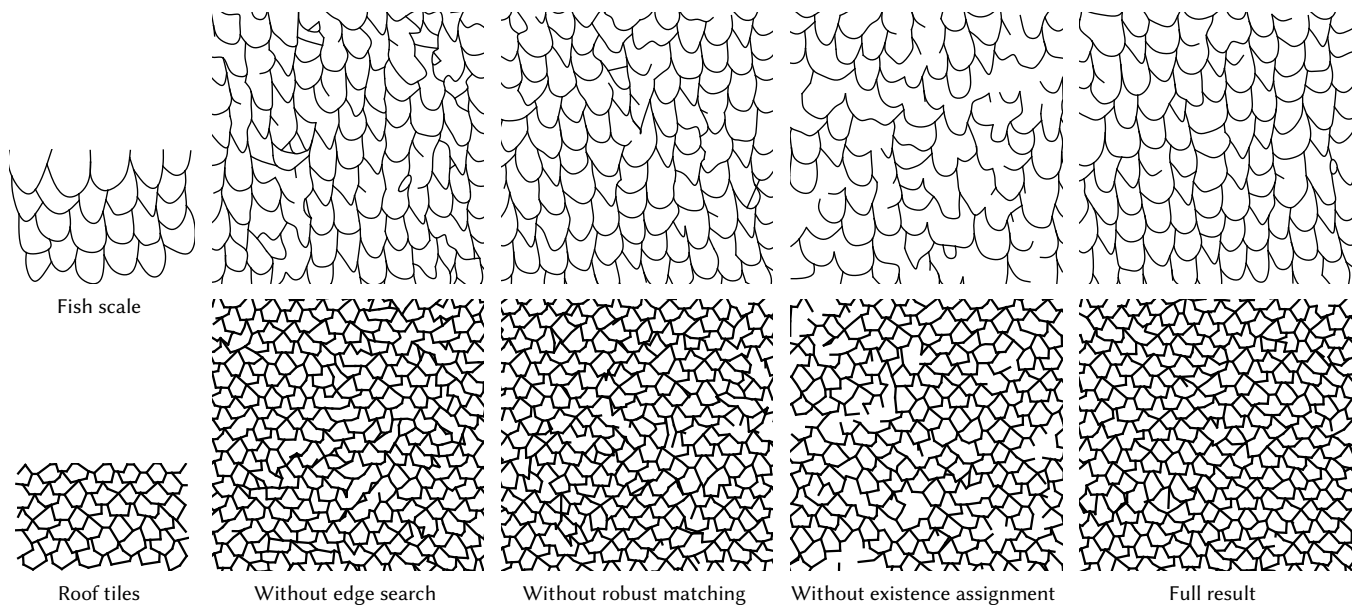 Fish scale
Roof tiles
Without edge search
Without robust matching
Without existence assignment
Full result